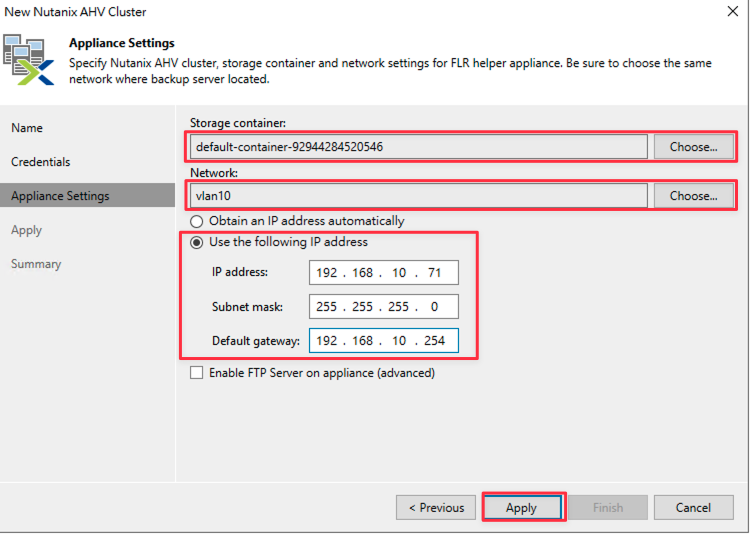 New Nutanix AHV Cluster
Appliance Settings
Specify Nutanix AHV cluster, storage container and network settings for FLR helper appliance. Be sure to choose the same
network where backup server located.
Name
Credentials
Appliance Settings
Apply
Summary
Storage container:
default-container-92944284520546 Choose...
Network:
vlan10 Choose...
Obtain an IP address automatically
Use the following IP address
IP address: 192 . 168 . 10 . 71
Subnet mask: 255 . 255 . 255 . 0
Default gateway: 192 . 168 . 10 . 254
Enable FTP Server on appliance (advanced)
< Previous Apply Finish Cancel